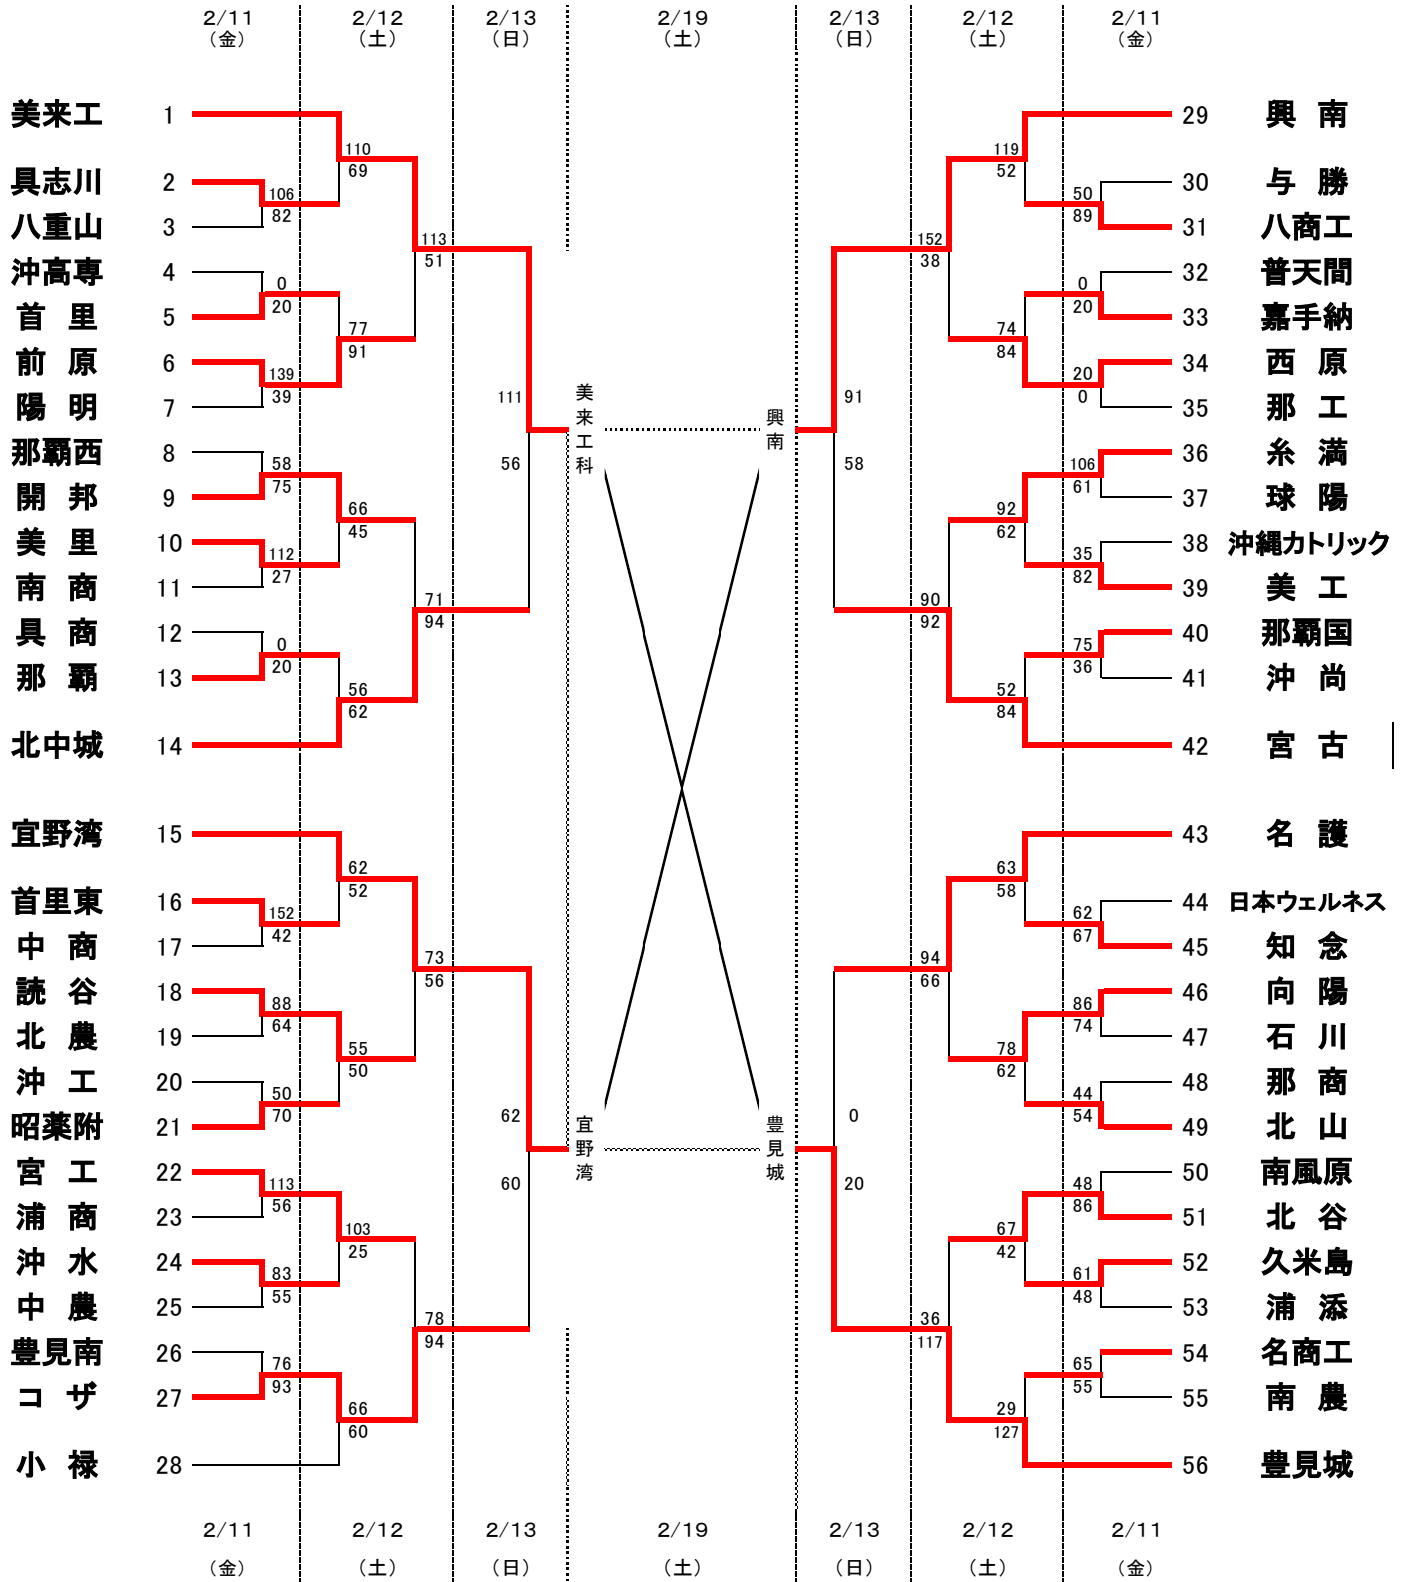 2/11 2/12 2/13 2/19 2/13 2/12 2/11
（金） （土） （日） （土） （日） （土） （金）
美来工 1
110
69
具志川 2
106
82
八重山 3
113
51
沖高専 4
0
20
首 里 5
77
91
前 原 6
139
39
陽 明 7
111
56
那覇西 8
58
75
開 邦 9
66
45
美 里 10
112
27
南 商 11
71
94
具 商 12
0
20
那 覇 13
56
62
北中城 14
宜野湾 15
62
52
首里東 16
152
42
中 商 17
73
56
読 谷 18
88
64
北 農 19
55
50
沖 工 20
50
70
昭薬附 21
62
60
宮 工 22
113
56
浦 商 23
103
25
沖 水 24
83
55
中 農 25
78
94
豊見南 26
76
93
コ ザ 27
66
60
小 禄 28
美来工科
興南
宜野湾
豊見城
29 興 南
119
52
30 与 勝
50
89
31 八商工
152
38
32 普天間
0
20
33 嘉手納
74
84
34 西 原
20
0
35 那 工
91
58
36 糸 満
106
61
37 球 陽
92
62
38 沖縄カトリック
35
82
39 美 工
90
92
40 那覇国
75
36
41 沖 尚
52
84
42 宮 古
43 名 護
63
58
44 日本ウェルネス
62
67
45 知 念
94
66
46 向 陽
86
74
47 石 川
78
62
48 那 商
44
54
49 北 山
0
20
50 南風原
48
86
51 北 谷
67
42
52 久米島
61
48
53 浦 添
36
117
54 名商工
65
55
55 南 農
29
127
56 豊見城
2/11 2/12 2/13 2/19 2/13 2/12 2/11
（金） （土） （日） （土） （日） （土） （金）